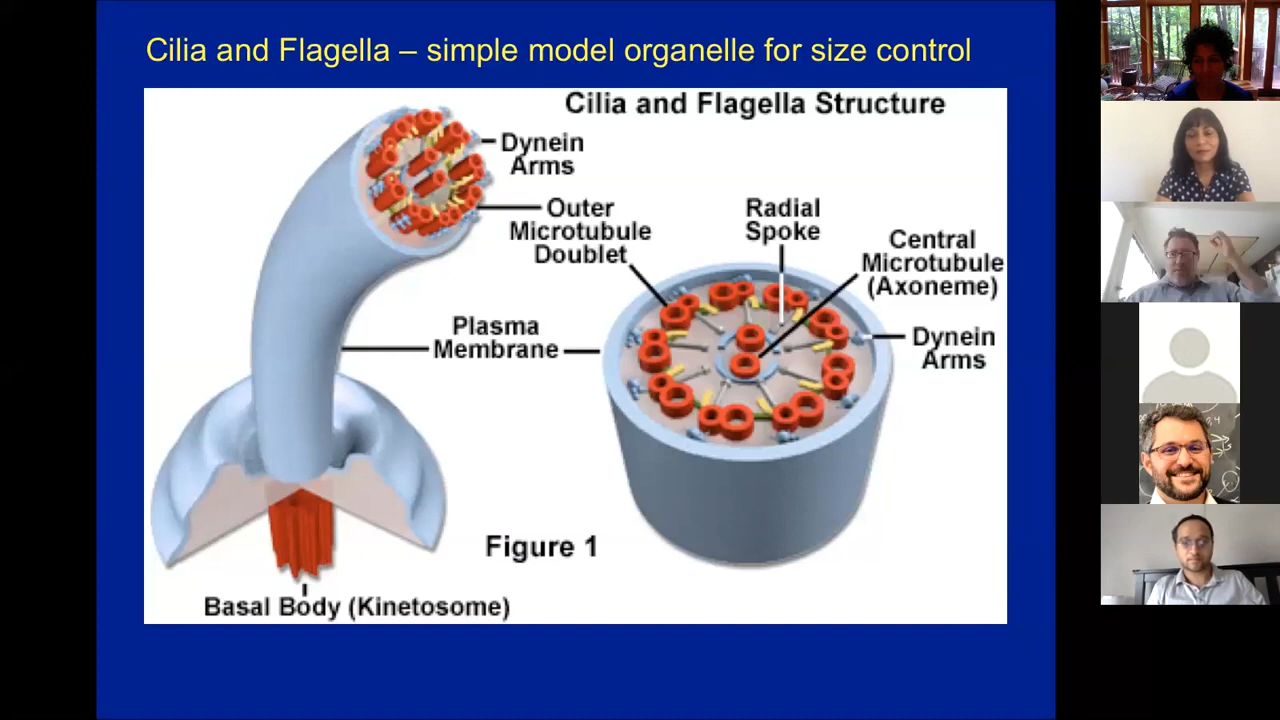 Cilia and Flagella – simple model organelle for size control
Cilia and Flagella Structure
Dynein
Arms
Outer
Microtubule
Doublet
Radial
Spoke
Central
Microtubule
(Axoneme)
Plasma
Membrane
Dynein
Arms
Figure 1
Basal Body (Kinetosome)